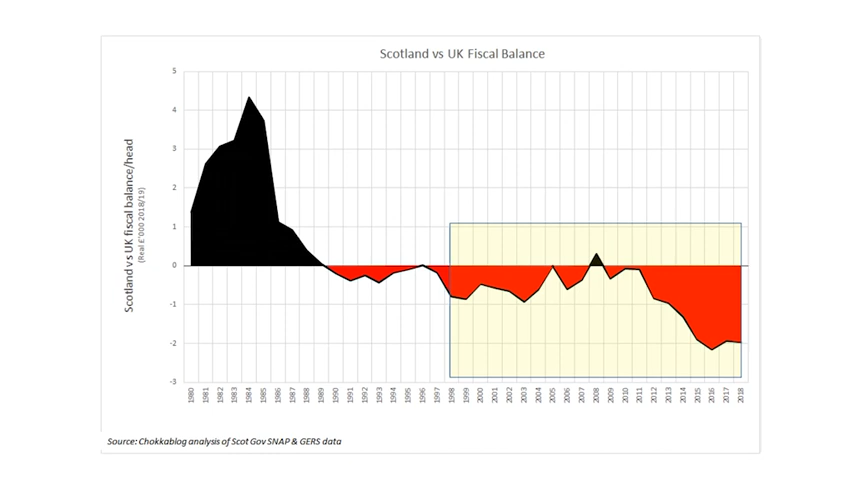 Scotland vs UK Fiscal Balance
Scotland vs UK fiscal balance/head
(Real £'000 2018/19)
5
4
3
2
1
0
-1
-2
-3
1980 1981 1982 1983 1984 1985 1986 1987 1988 1989 1990 1991 1992 1993 1994 1995 1996 1997 1998 1999 2000 2001 2002 2003 2004 2005 2006 2007 2008 2009 2010 2011 2012 2013 2014 2015 2016 2017 2018
Source: Chokkablog analysis of Scot Gov SNAP & GERS data